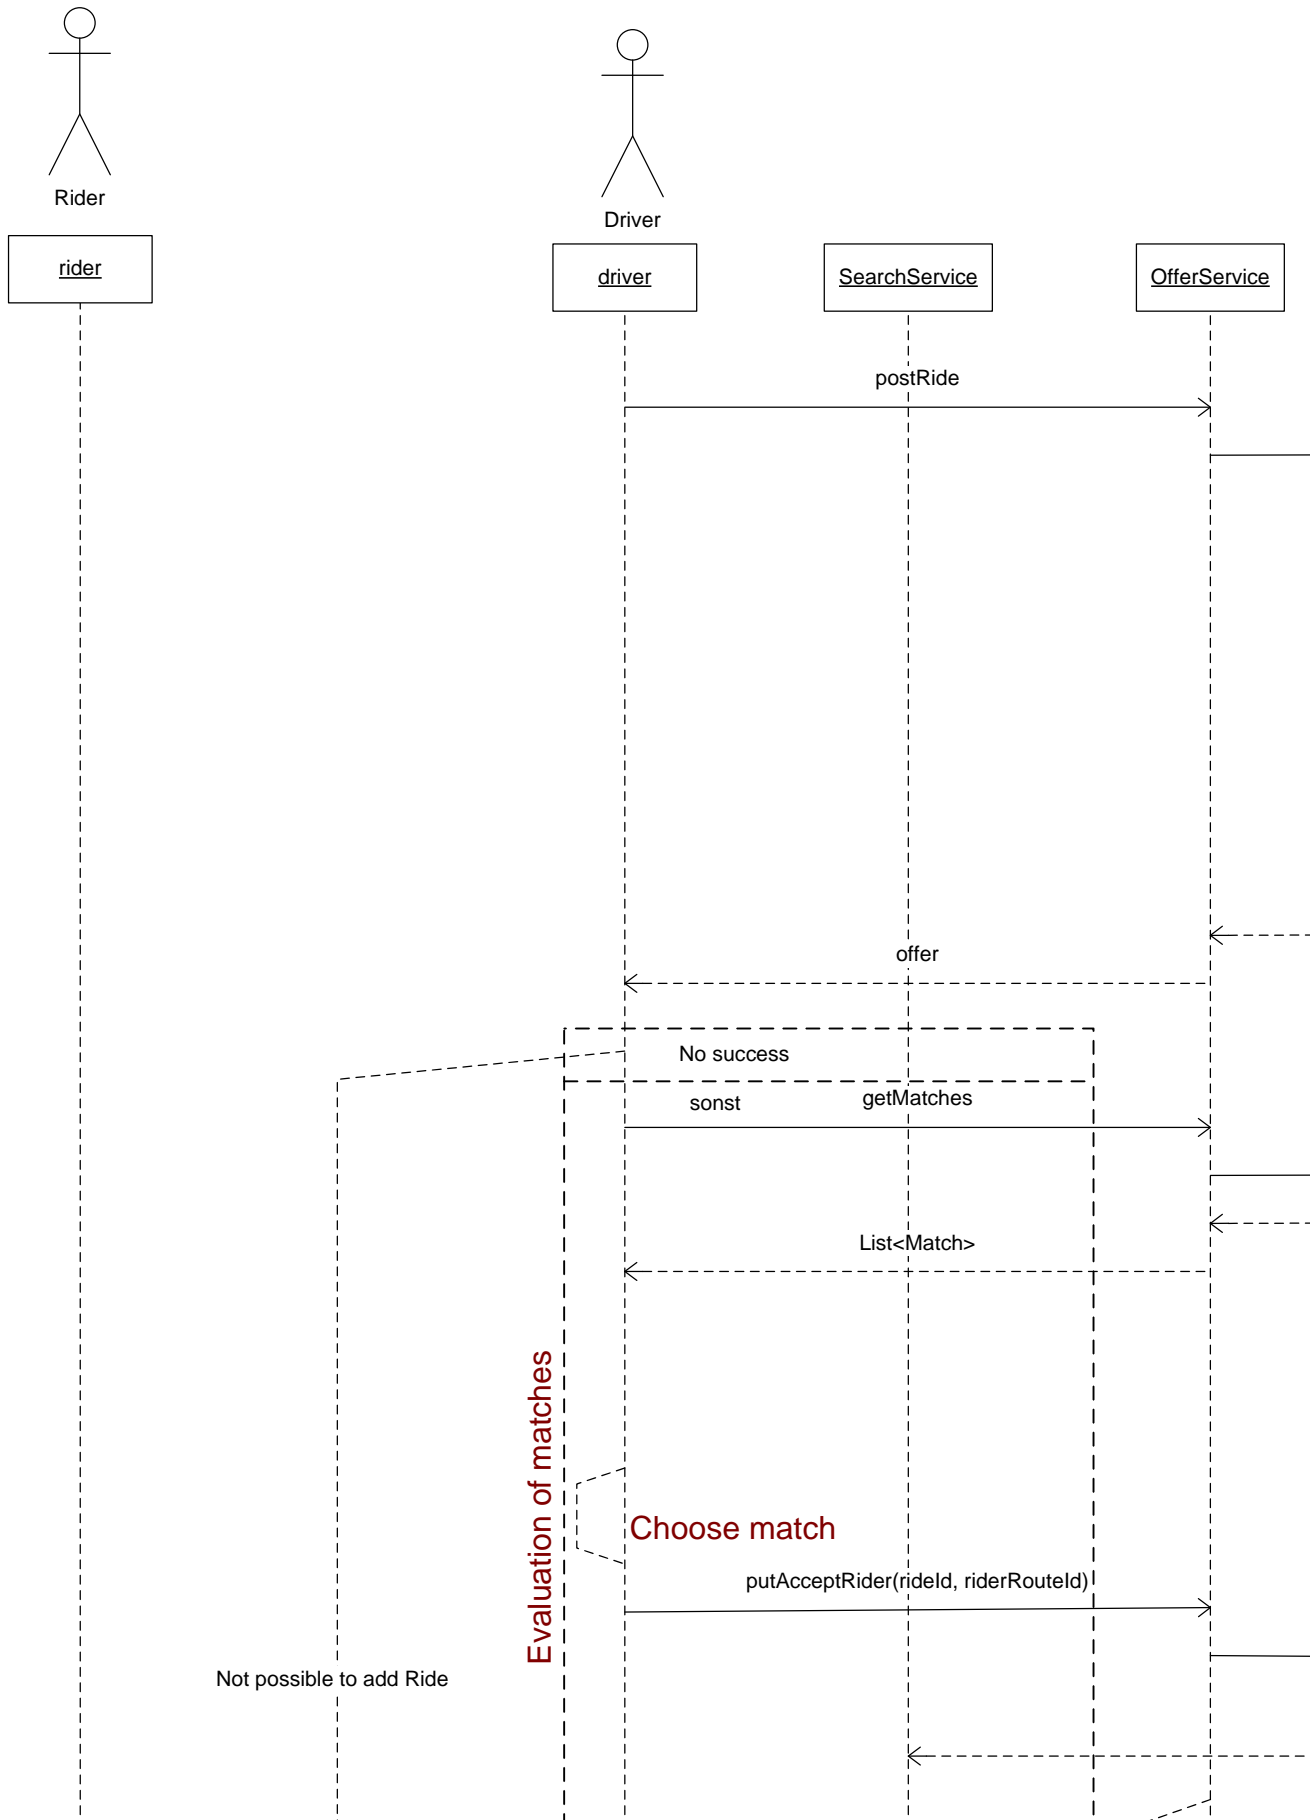 Rider
Driver
rider
driver
SearchService
OfferService
postRide
offer
No success
sonst
getMatches
List<Match>
Evaluation of matches
Choose match
putAcceptRider(rideId, riderRouteId)
Not possible to add Ride